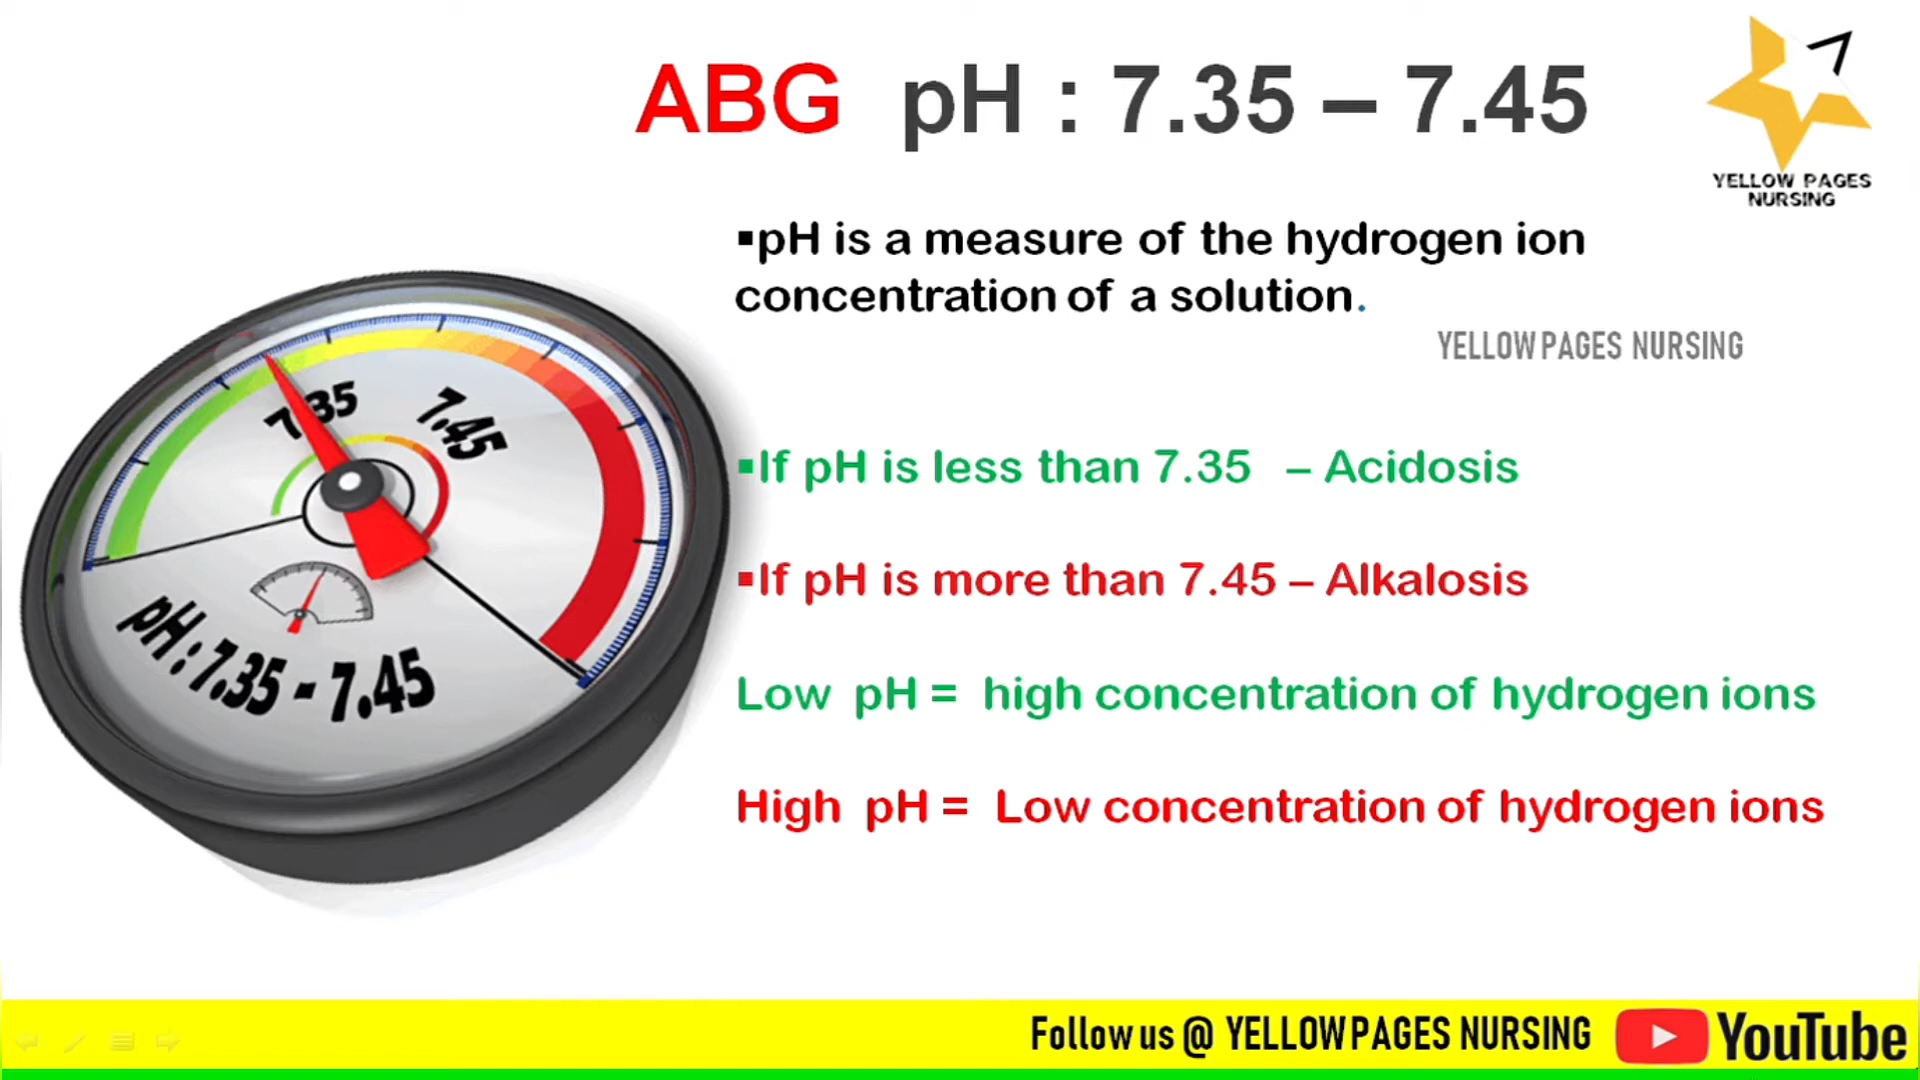 ABG pH : 7.35 – 7.45
YELLOW PAGES
NURSING
▪pH is a measure of the hydrogen ion
concentration of a solution.
YELLOW PAGES NURSING
7.35
7.45
pH : 7.35 - 7.45
▪If pH is less than 7.35 – Acidosis
▪If pH is more than 7.45 – Alkalosis
Low pH = high concentration of hydrogen ions
High pH = Low concentration of hydrogen ions
Follow us @ YELLOW PAGES NURSING YouTube